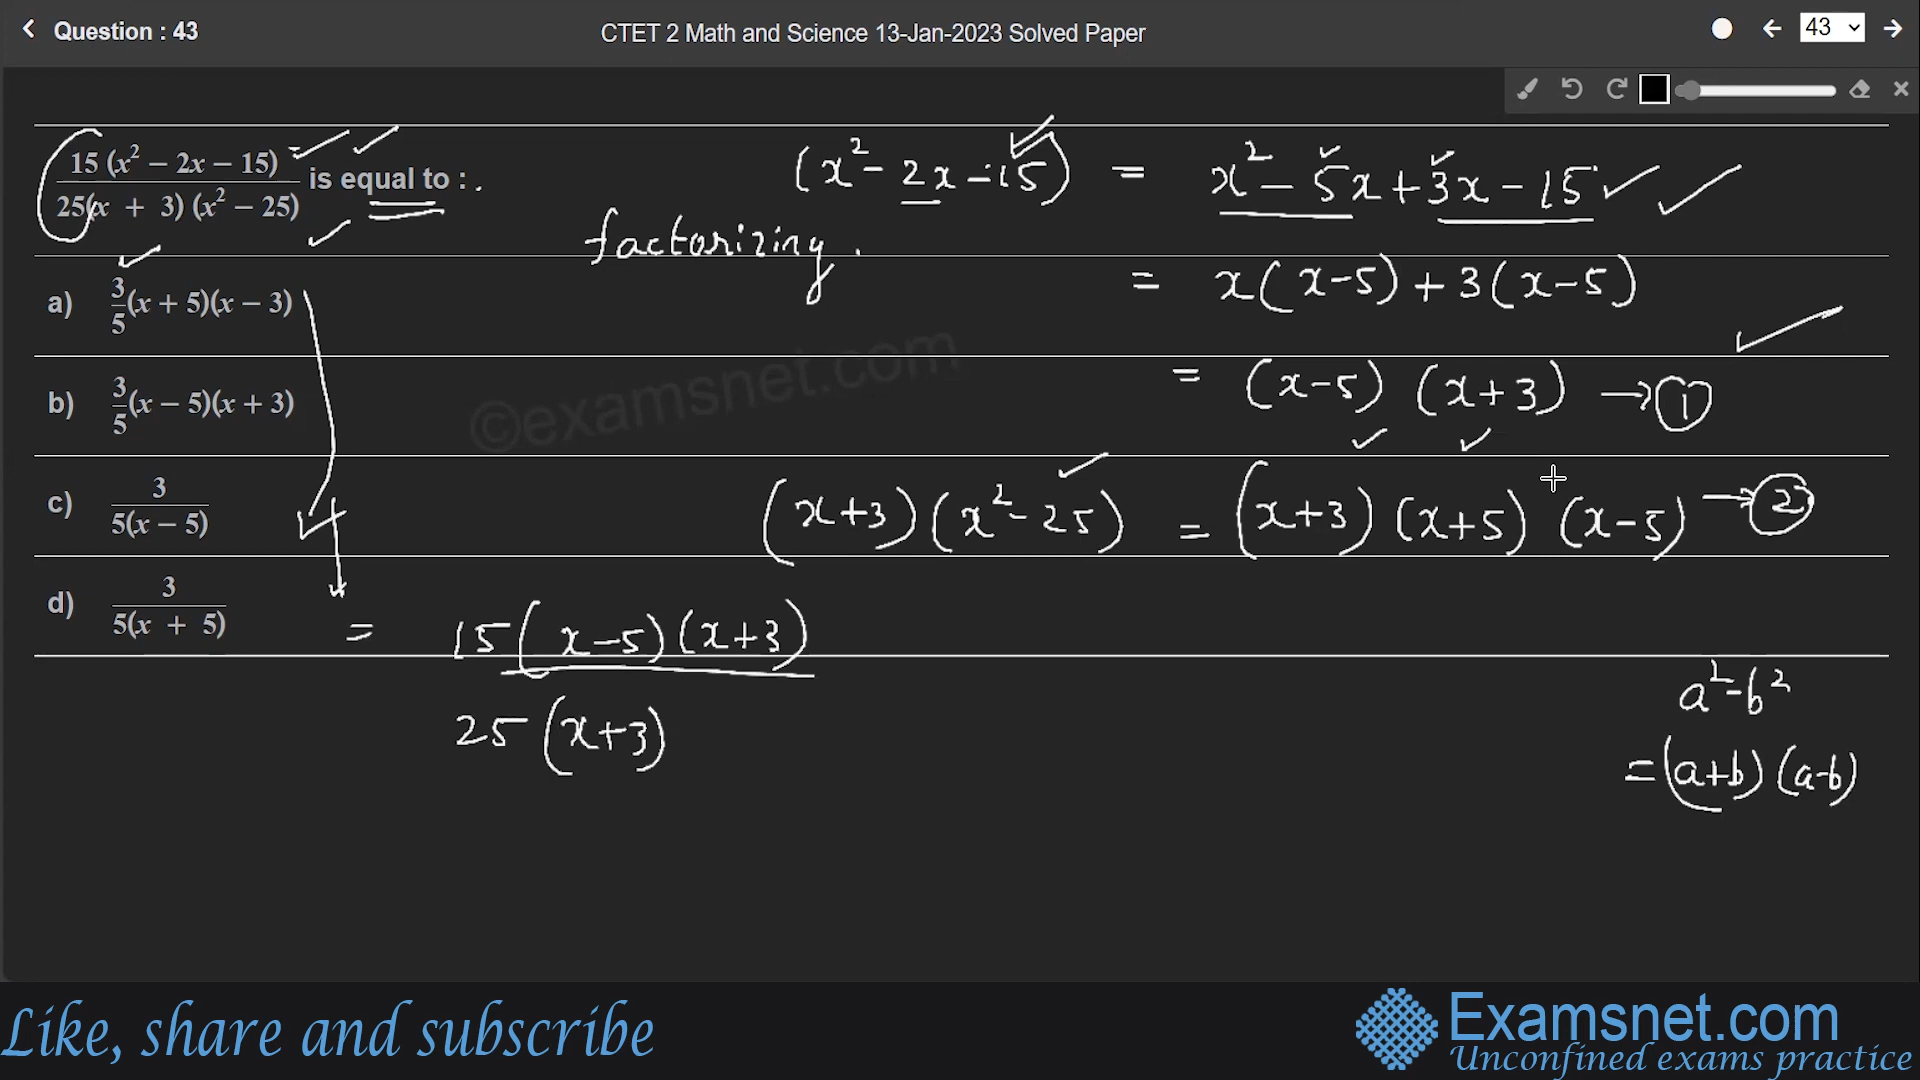 Question : 43
CTET 2 Math and Science 13-Jan-2023 Solved Paper
43
15 (x² − 2x − 15) / 25(x + 3) (x² − 25) is equal to :
(x² - 2x - 15) = x² - 5x + 3x - 15
factorizing.
= x(x-5) + 3(x-5)
= (x-5) (x+3) → ①
(x+3) (x² - 25) = (x+3) (x+5) (x-5) → ②
a) 3/5 (x + 5)(x − 3)
b) 3/5 (x − 5)(x + 3)
c) 3 / 5(x − 5)
d) 3 / 5(x + 5)
= 15 (x-5) (x+3)
25 (x+3)
a² - b²
= (a+b) (a-b)
©examsnet.com
Like, share and subscribe
Examsnet.com
Unconfined exams practice